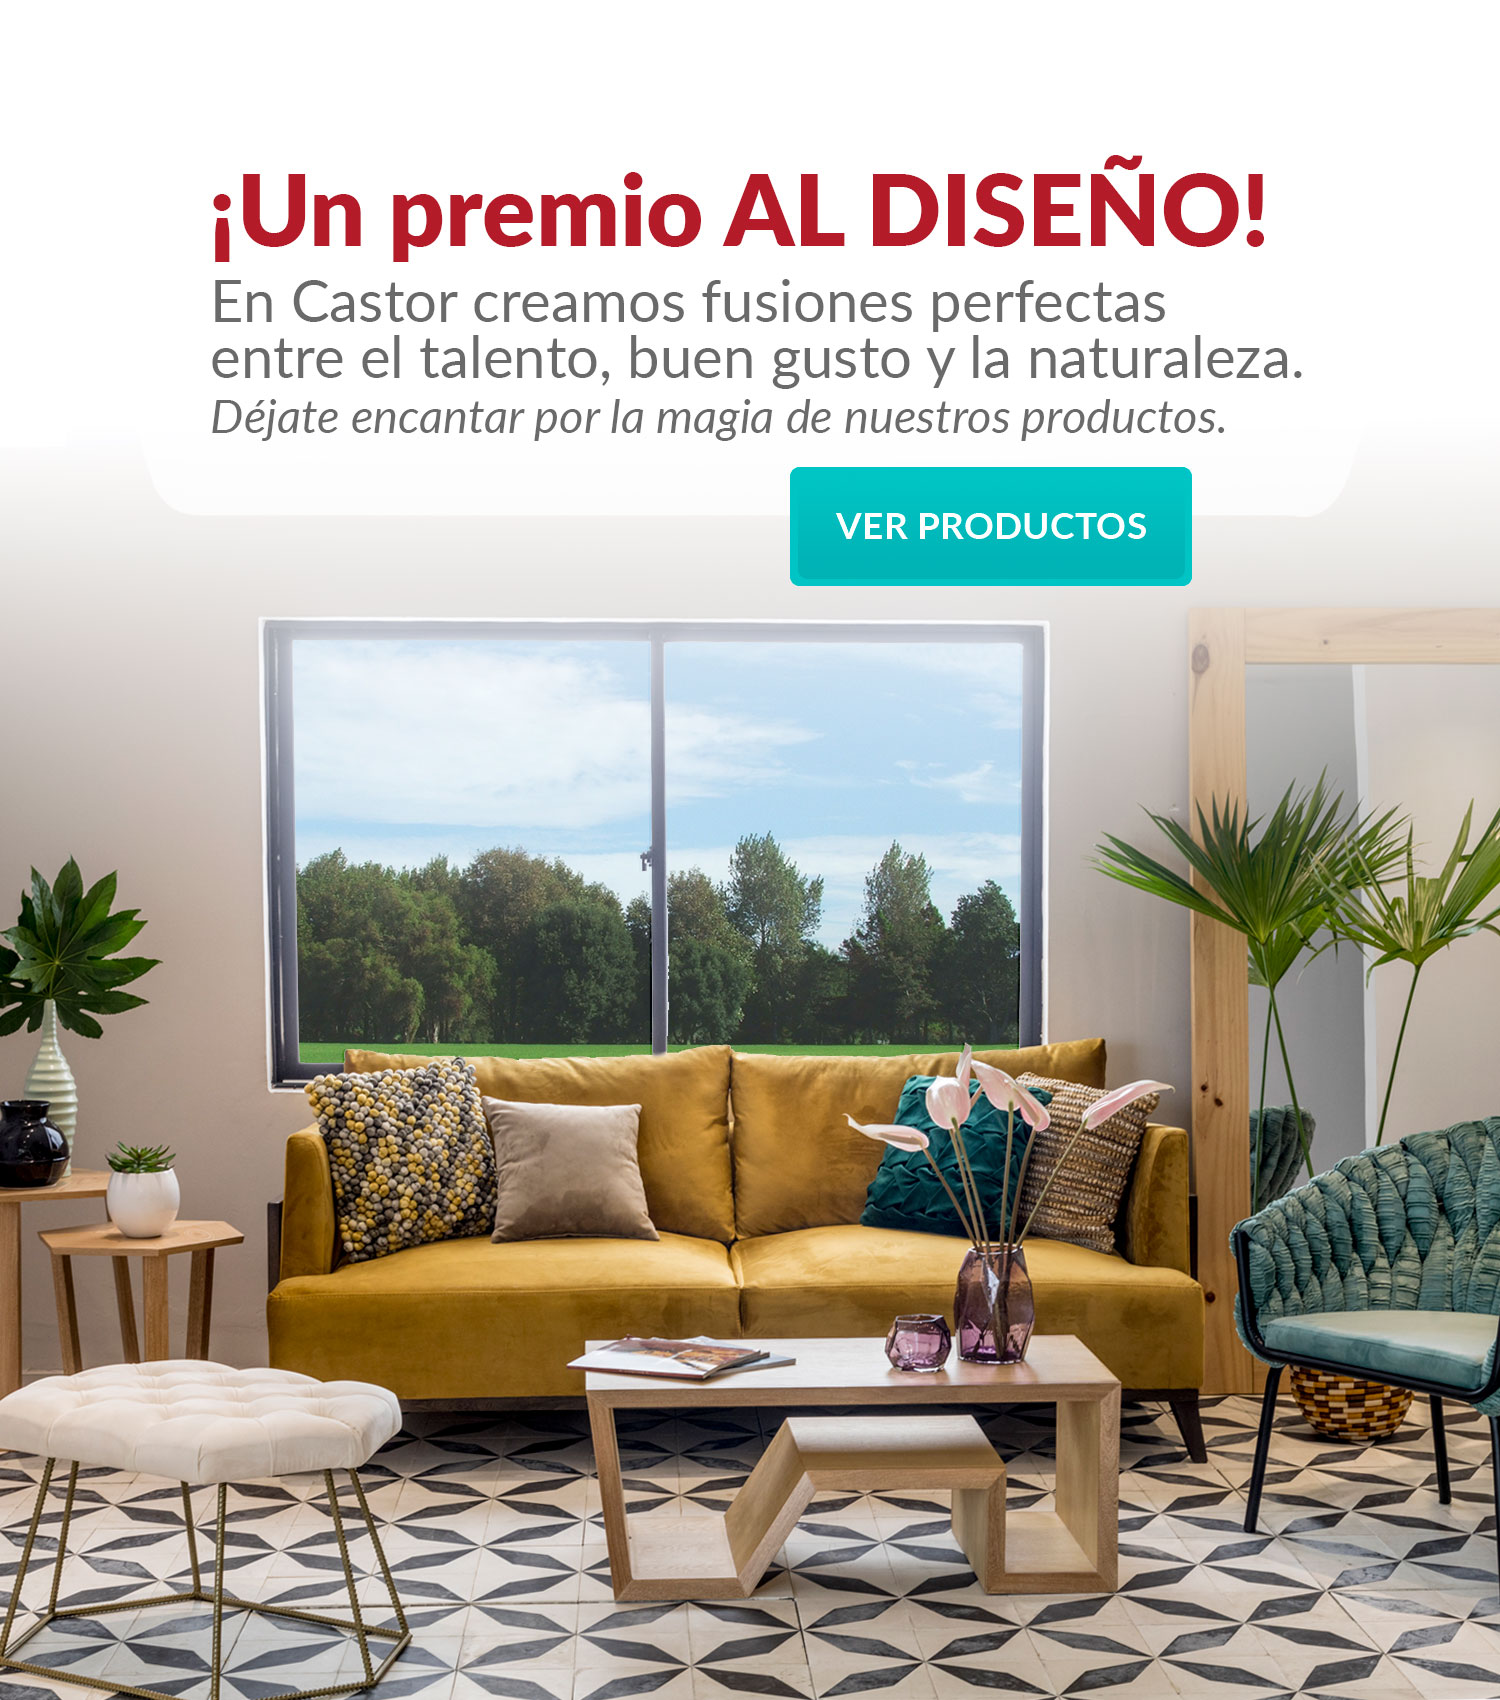 ¡Un premio AL DISEÑO!
En Castor creamos fusiones perfectas
entre el talento, buen gusto y la naturaleza.
Déjate encantar por la magia de nuestros productos.
VER PRODUCTOS